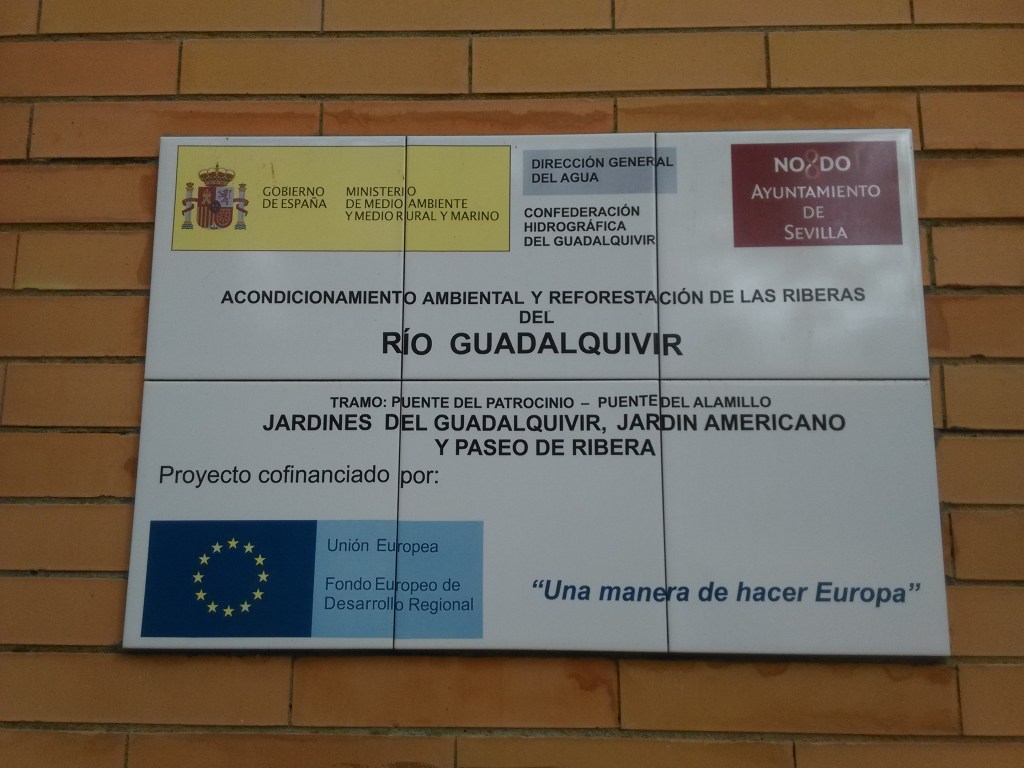 GOBIERNO
DE ESPAÑA
MINISTERIO
DE MEDIO AMBIENTE
Y MEDIO RURAL Y MARINO
DIRECCIÓN GENERAL
DEL AGUA
CONFEDERACIÓN
HIDROGRÁFICA
DEL GUADALQUIVIR
NO8DO
AYUNTAMIENTO
DE
SEVILLA
ACONDICIONAMIENTO AMBIENTAL Y REFORESTACIÓN DE LAS RIBERAS
DEL
RÍO GUADALQUIVIR
TRAMO: PUENTE DEL PATROCINIO – PUENTE DEL ALAMILLO
JARDINES DEL GUADALQUIVIR, JARDIN AMERICANO
Y PASEO DE RIBERA
Proyecto cofinanciado por:
Unión Europea
Fondo Europeo de
Desarrollo Regional
“Una manera de hacer Europa”